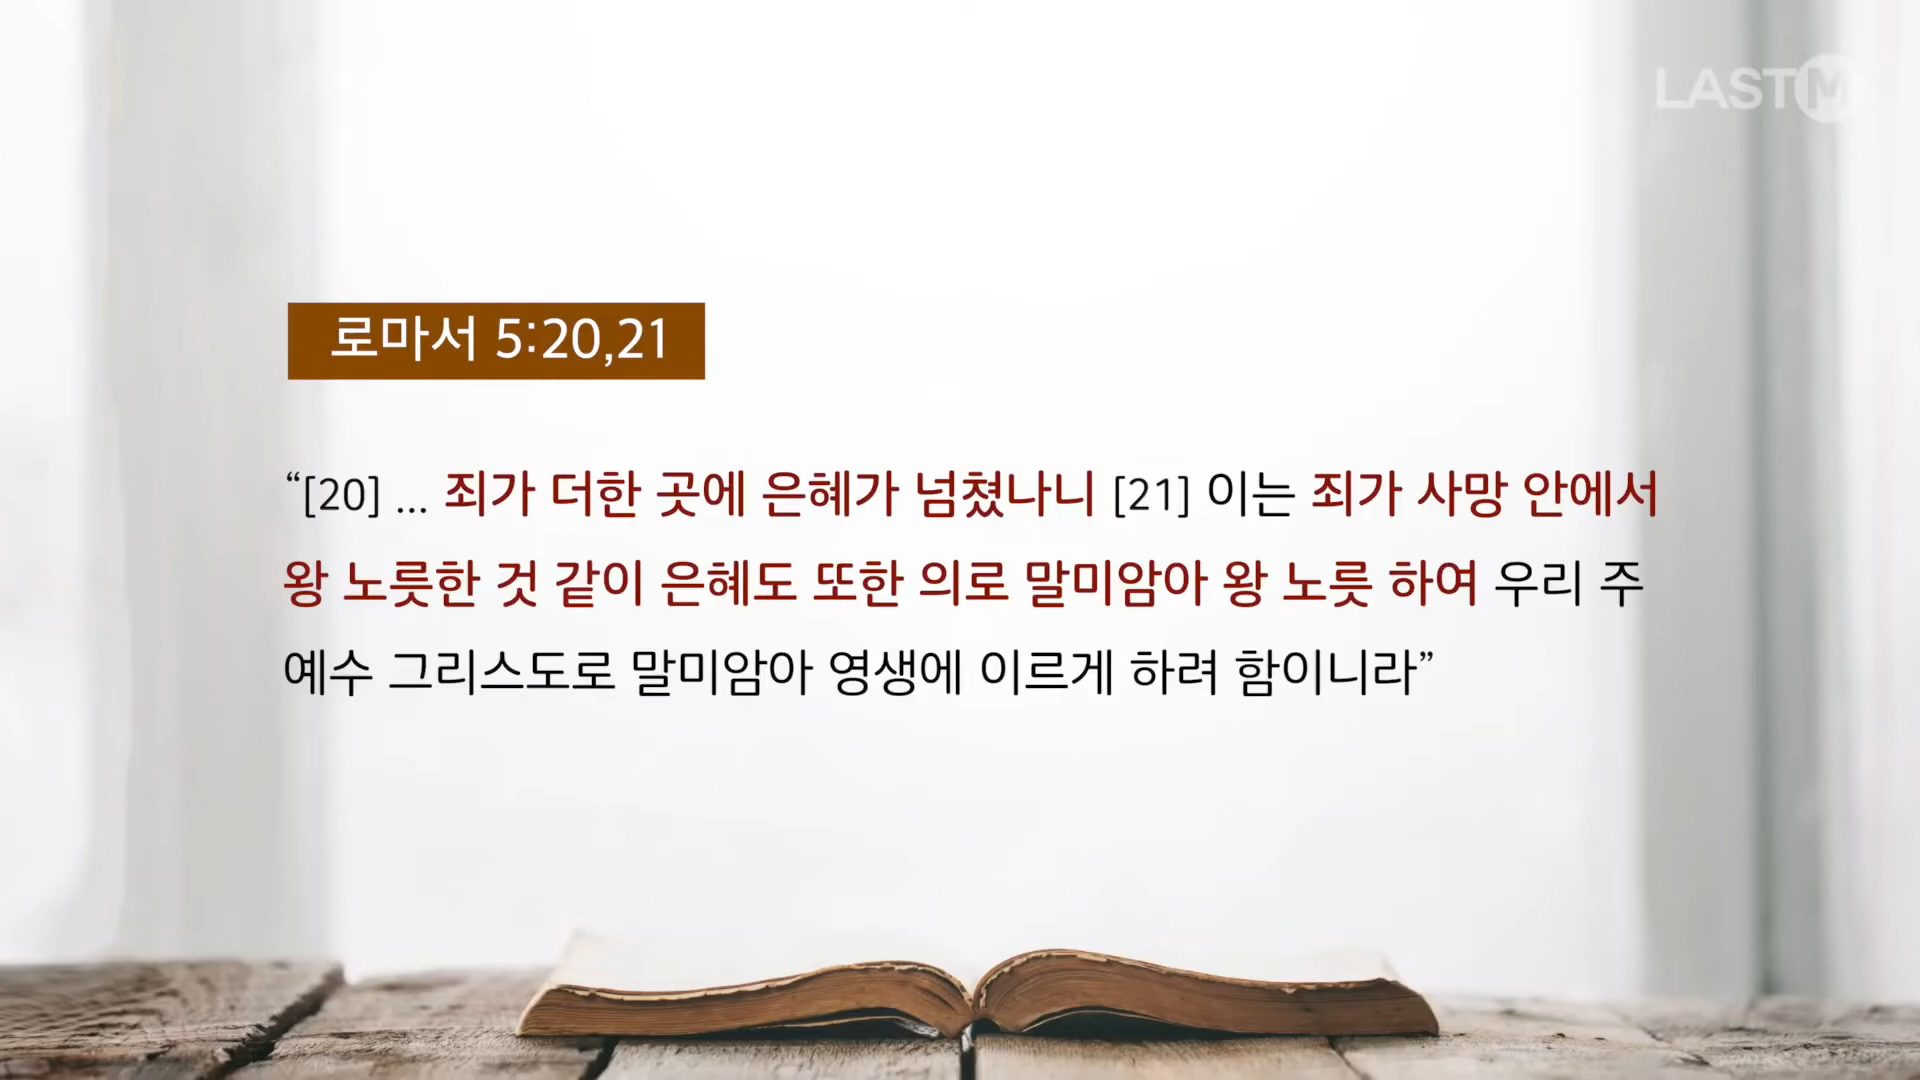 LASTM
로마서 5:20,21
“[20] ... 죄가 더한 곳에 은혜가 넘쳤나니 [21] 이는 죄가 사망 안에서
왕 노릇한 것 같이 은혜도 또한 의로 말미암아 왕 노릇 하여 우리 주
예수 그리스도로 말미암아 영생에 이르게 하려 함이니라”